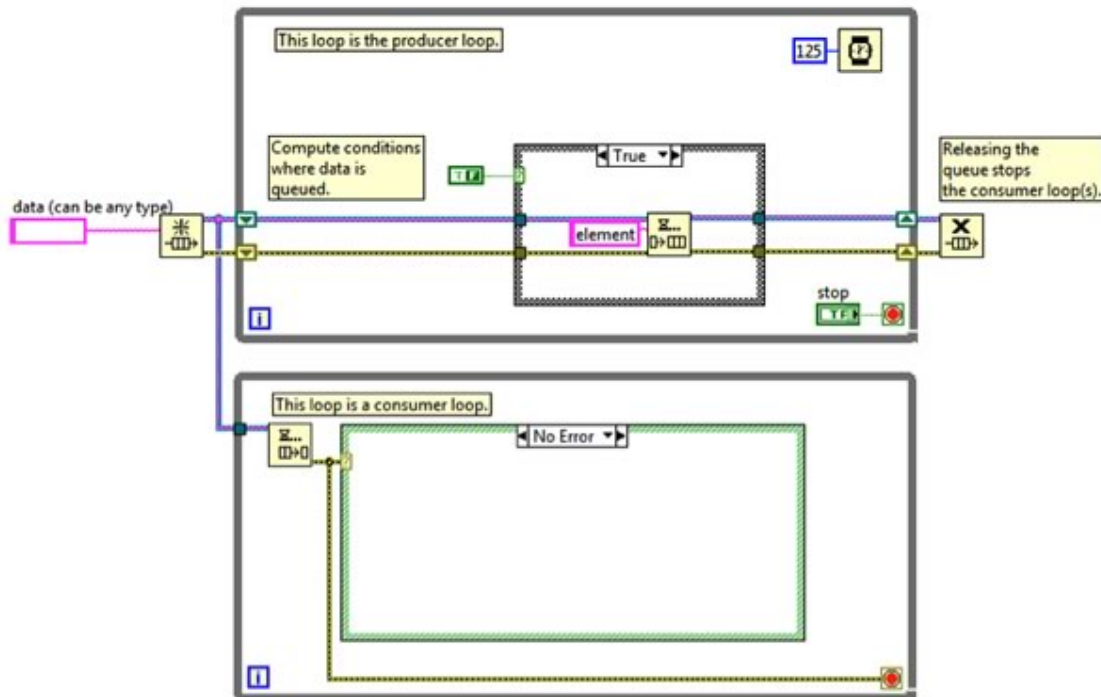 This loop is the producer loop.
125
Compute conditions
where data is
queued.
True
Releasing the
queue stops
the consumer loop(s).
T F
data (can be any type)
element
stop
TF
i
This loop is a consumer loop.
No Error
i